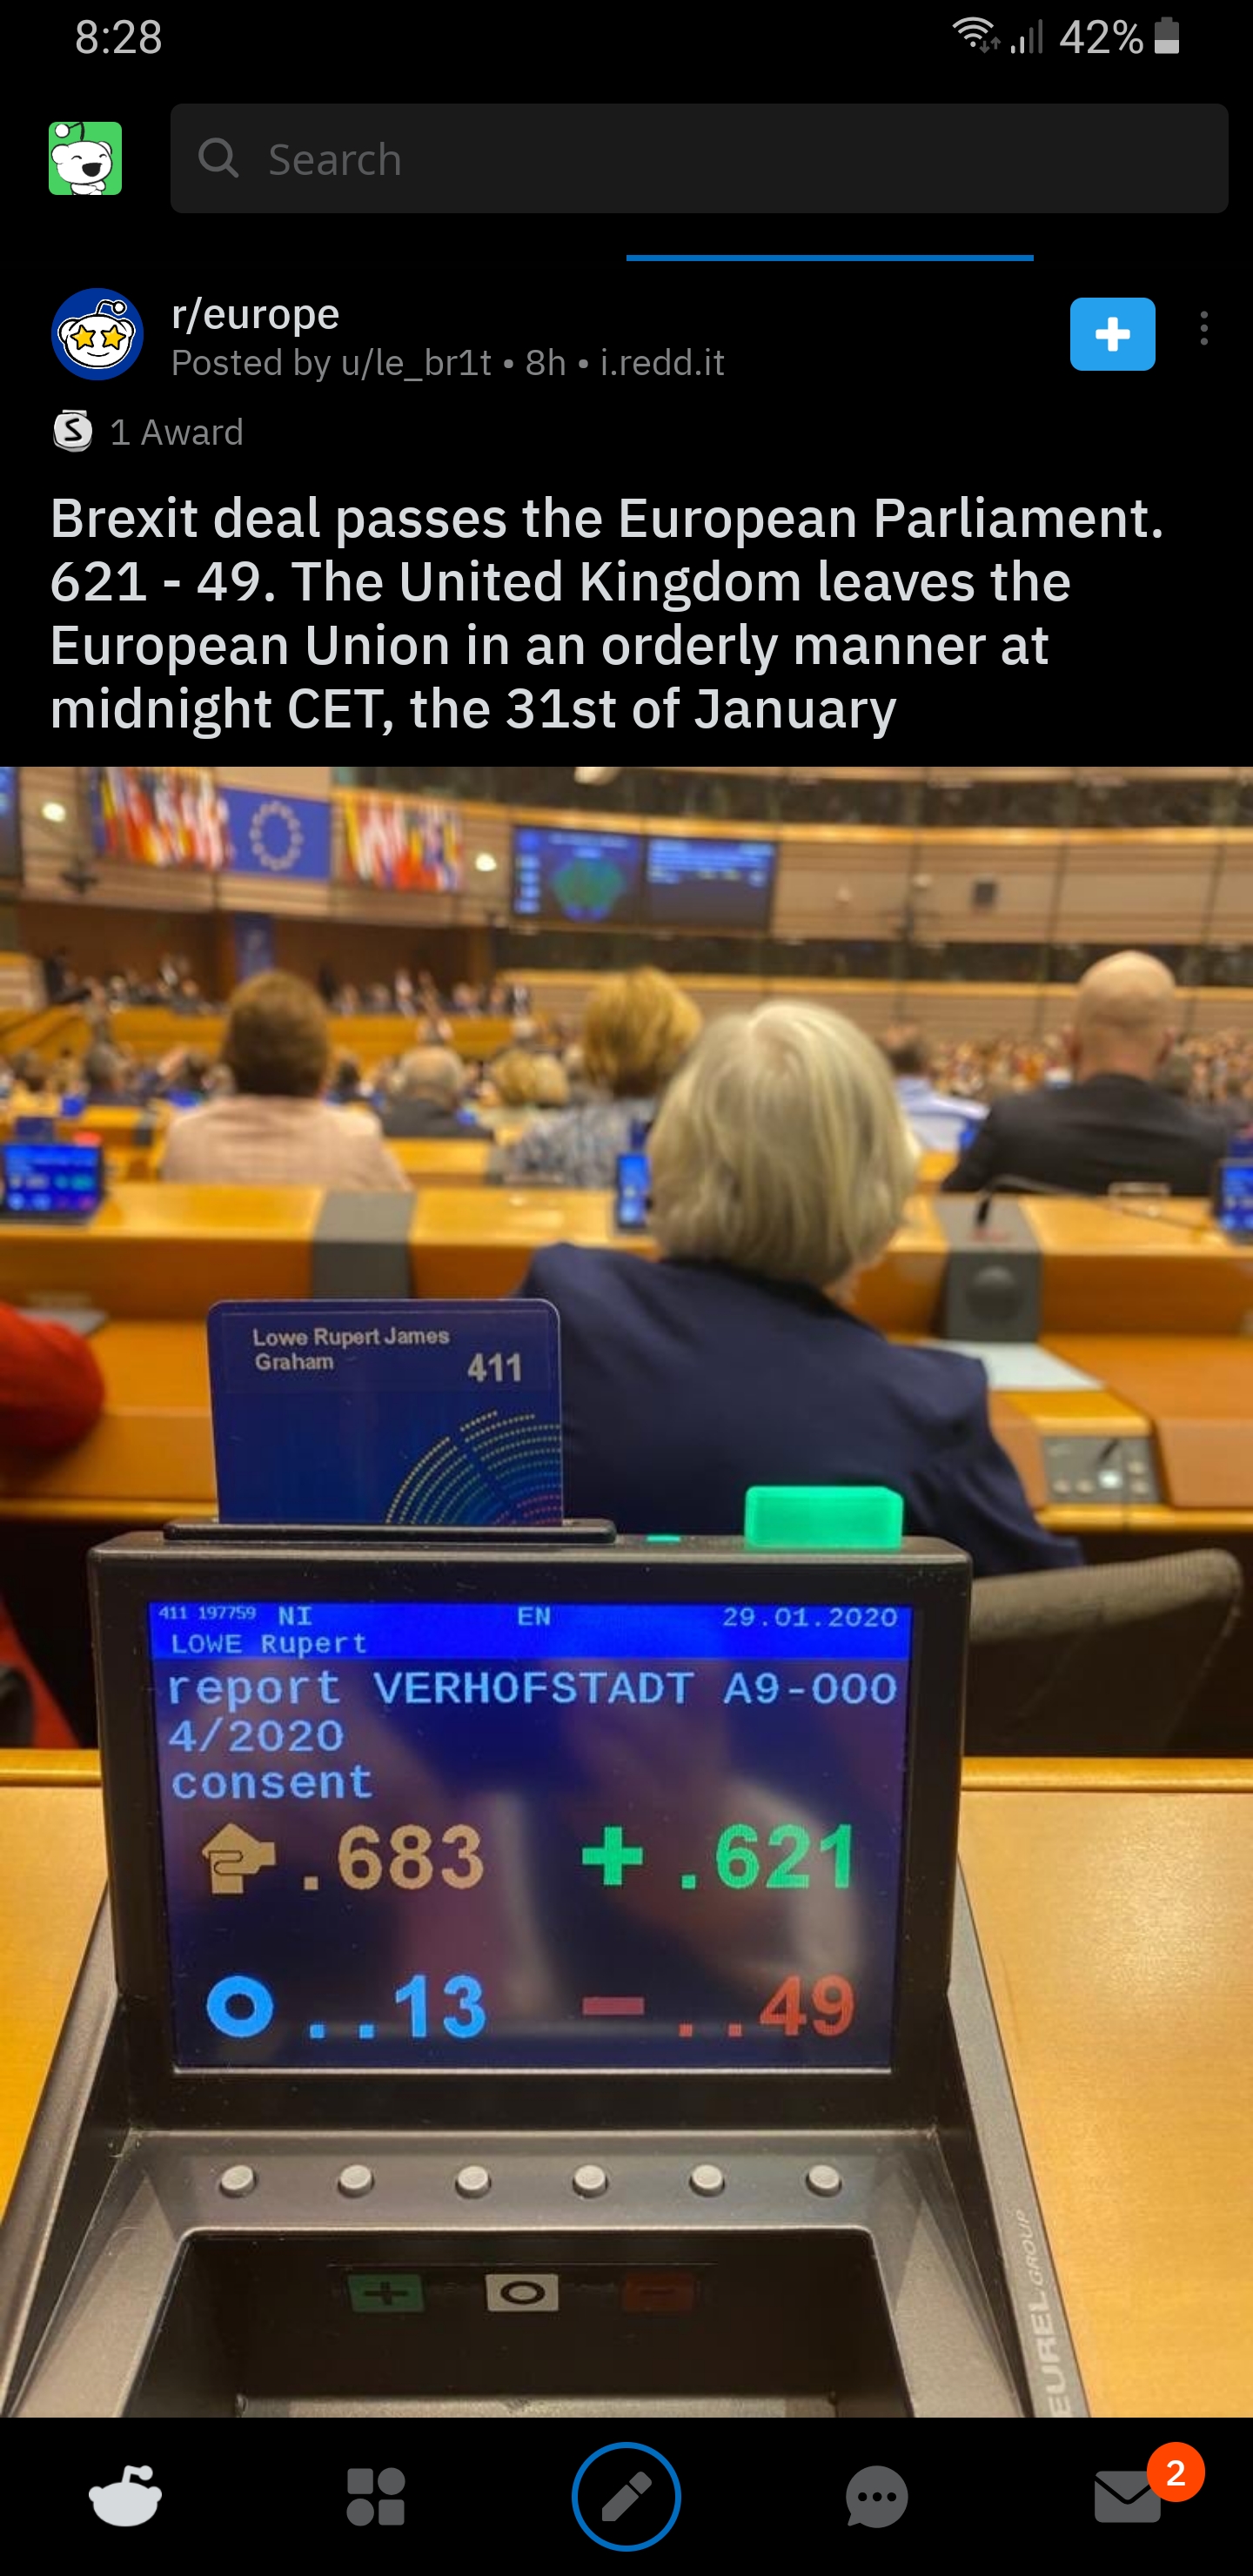 8:28
42%
Search
r/europe
Posted by u/le_br1t • 8h • i.redd.it
1 Award
Brexit deal passes the European Parliament.
621 - 49. The United Kingdom leaves the
European Union in an orderly manner at
midnight CET, the 31st of January
Lowe Rupert James
Graham
411
411 197759 NI EN 29.01.2020
LOWE Rupert
report VERHOFSTADT A9-000
4/2020
consent
.683 + .621
O ..13 − ..49
+ O −
EUREL GROUP
2